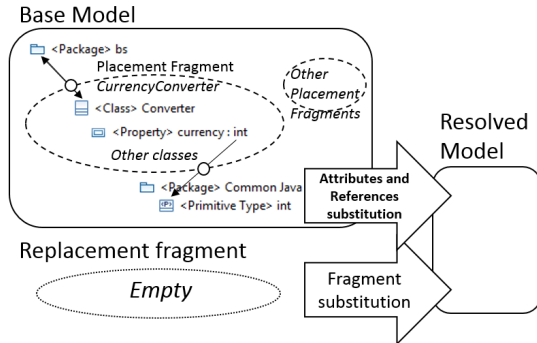 Base Model
<Package> bs
Placement Fragment
CurrencyConverter
<Class> Converter
<Property> currency : int
Other classes
<Package> Common Java
<Primitive Type> int
Other
Placement
Fragments
Attributes and
References
substitution
Resolved
Model
Replacement fragment
Empty
Fragment
substitution